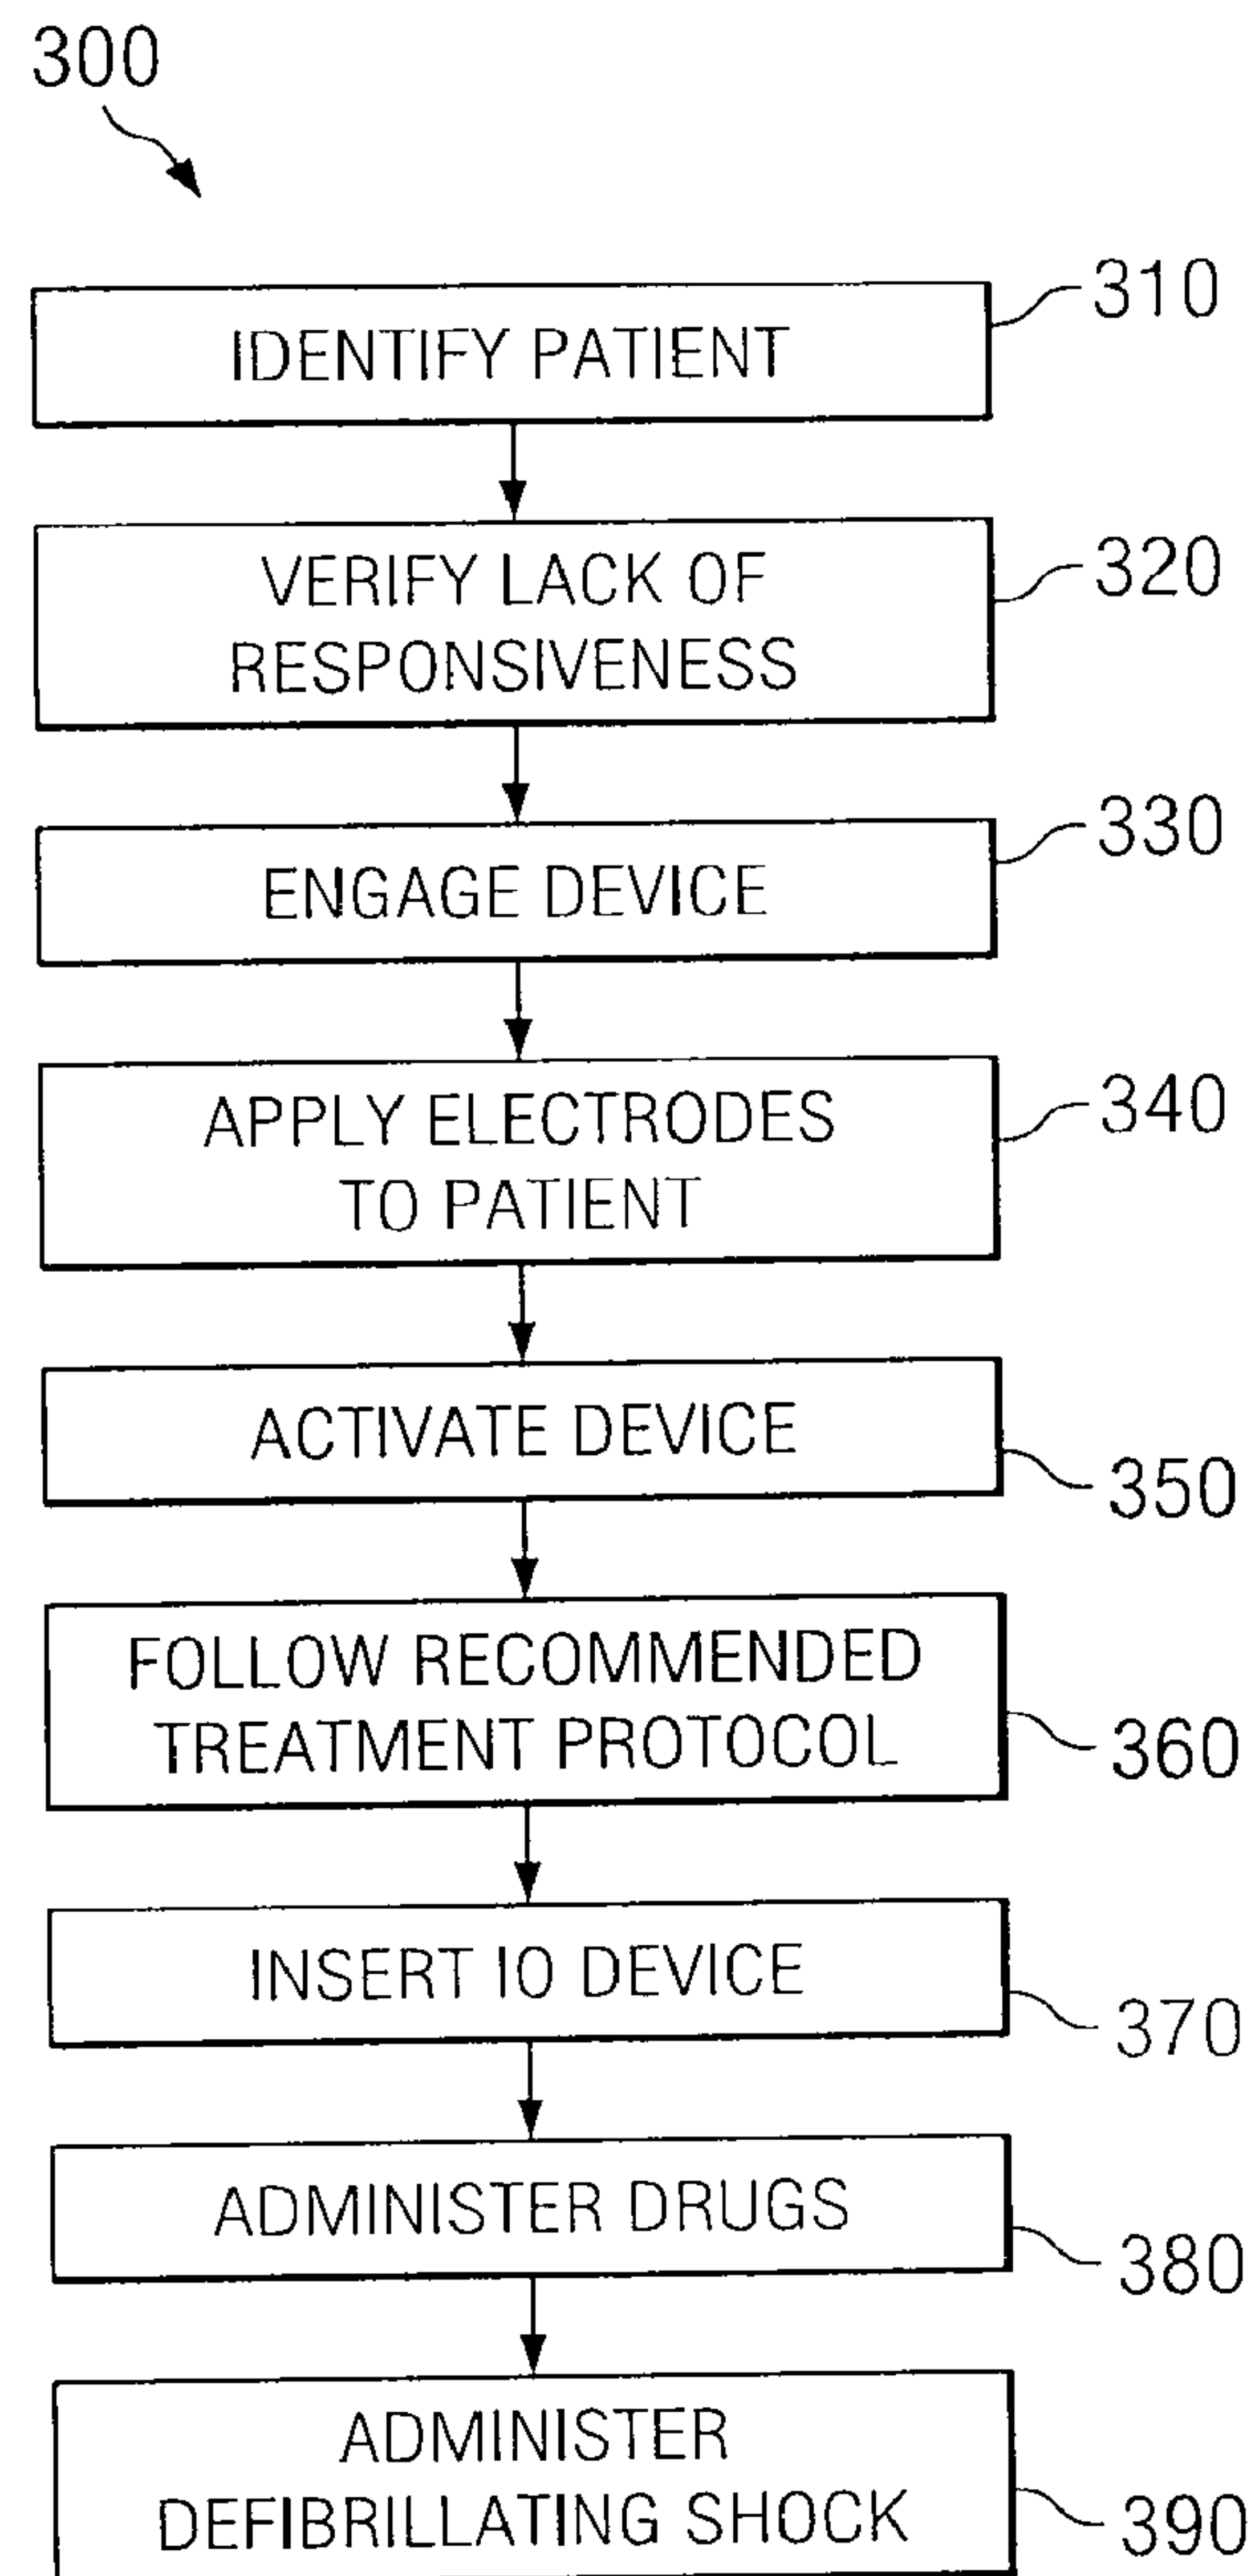 300
310
IDENTIFY PATIENT
320
VERIFY LACK OF
RESPONSIVENESS
330
ENGAGE DEVICE
340
APPLY ELECTRODES
TO PATIENT
ACTIVATE DEVICE
350
FOLLOW RECOMMENDED
TREATMENT PROTOCOL
360
INSERT IO DEVICE
370
ADMINISTER DRUGS
380
ADMINISTER
DEFIBRILLATING SHOCK
390